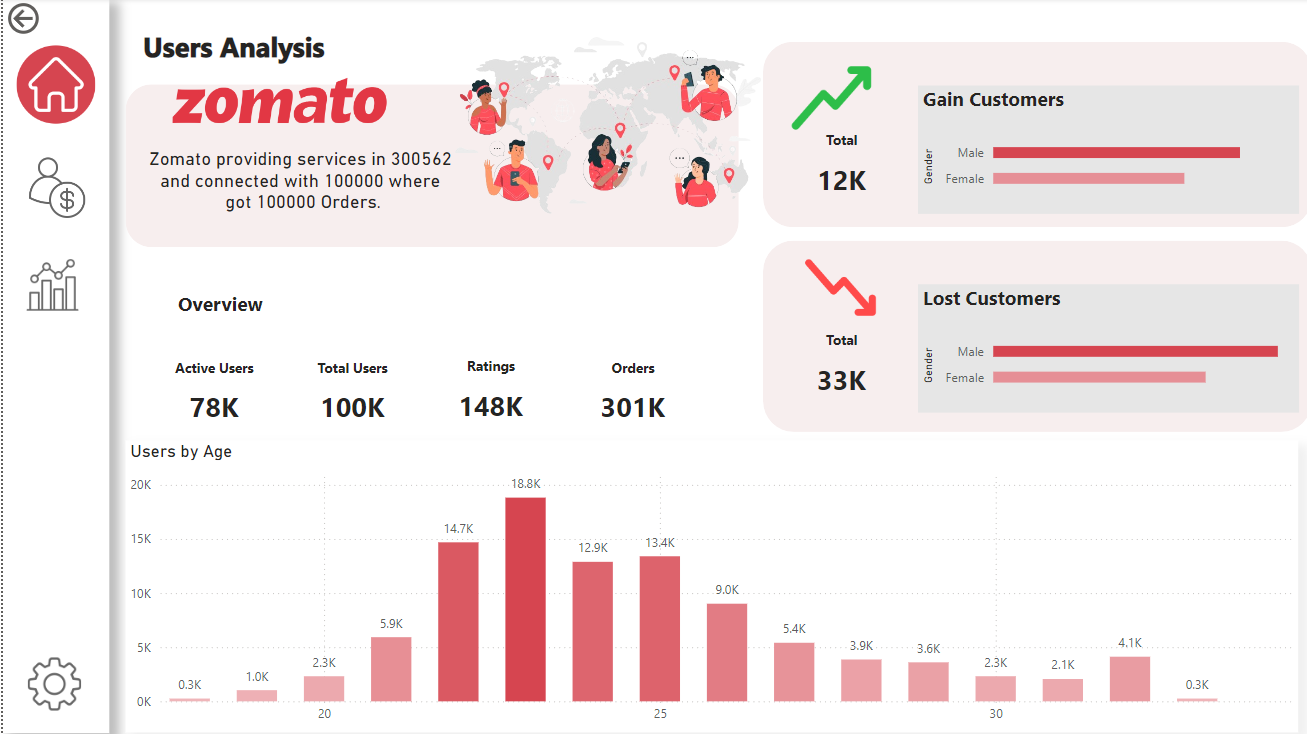 Users Analysis
zomato
Zomato providing services in 300562
and connected with 100000 where
got 100000 Orders.
Total
12K
Gain Customers
Gender
Male
Female
Total
33K
Lost Customers
Gender
Male
Female
Overview
Active Users
78K
Total Users
100K
Ratings
148K
Orders
301K
Users by Age
20K
15K
10K
5K
0K
0.3K
1.0K
2.3K
5.9K
14.7K
18.8K
12.9K
13.4K
9.0K
5.4K
3.9K
3.6K
2.3K
2.1K
4.1K
0.3K
20
25
30